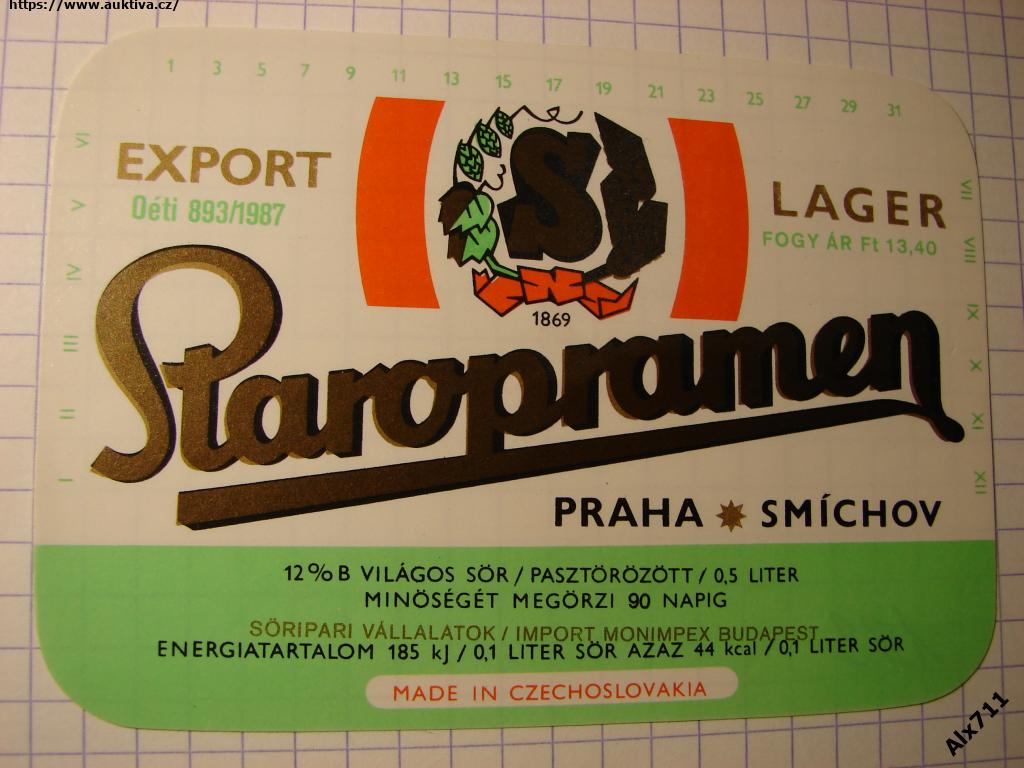 https://www.auktiva.cz/
1 3 5 7 9 11 13 15 17 19 21 23 25 27 29 31
I II III IV V VI
VII VIII IX X XI XII
EXPORT
Oéti 893/1987
S
1869
LAGER
FOGY ÁR Ft 13,40
Staropramen
PRAHA SMÍCHOV
12%B VILÁGOS SÖR / PASZTÖRÖZÖTT / 0,5 LITER
MINÖSÉGÉT MEGÖRZI 90 NAPIG
SÖRIPARI VÁLLALATOK / IMPORT MONIMPEX BUDAPEST
ENERGIATARTALOM 185 kJ / 0,1 LITER SÖR AZAZ 44 kcal / 0,1 LITER SÖR
MADE IN CZECHOSLOVAKIA
Alx711